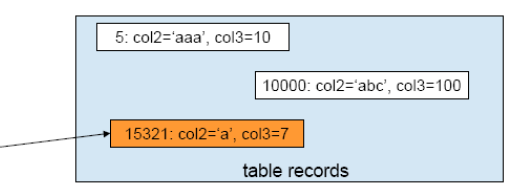 5: col2=‘aaa’, col3=10
10000: col2=‘abc’, col3=100
15321: col2=‘a’, col3=7
table records